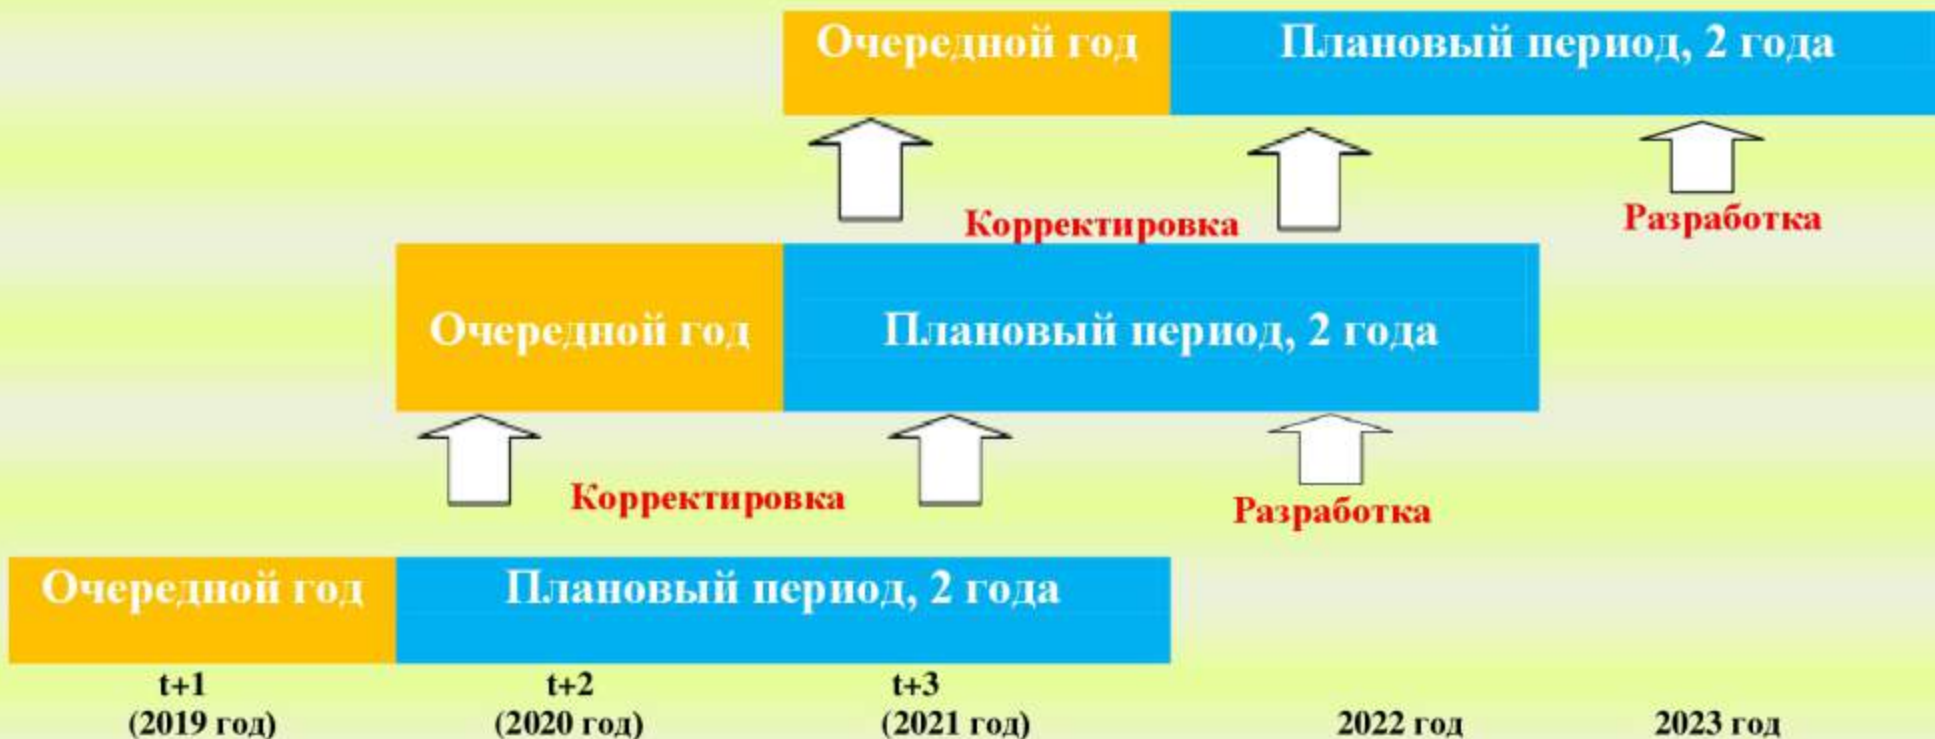 Очередной год
Плановый период, 2 года
Корректировка
Разработка
Очередной год
Плановый период, 2 года
Корректировка
Разработка
Очередной год
Плановый период, 2 года
t+1
t+2
t+3
(2019 год)
(2020 год)
(2021 год)
2022 год
2023 год